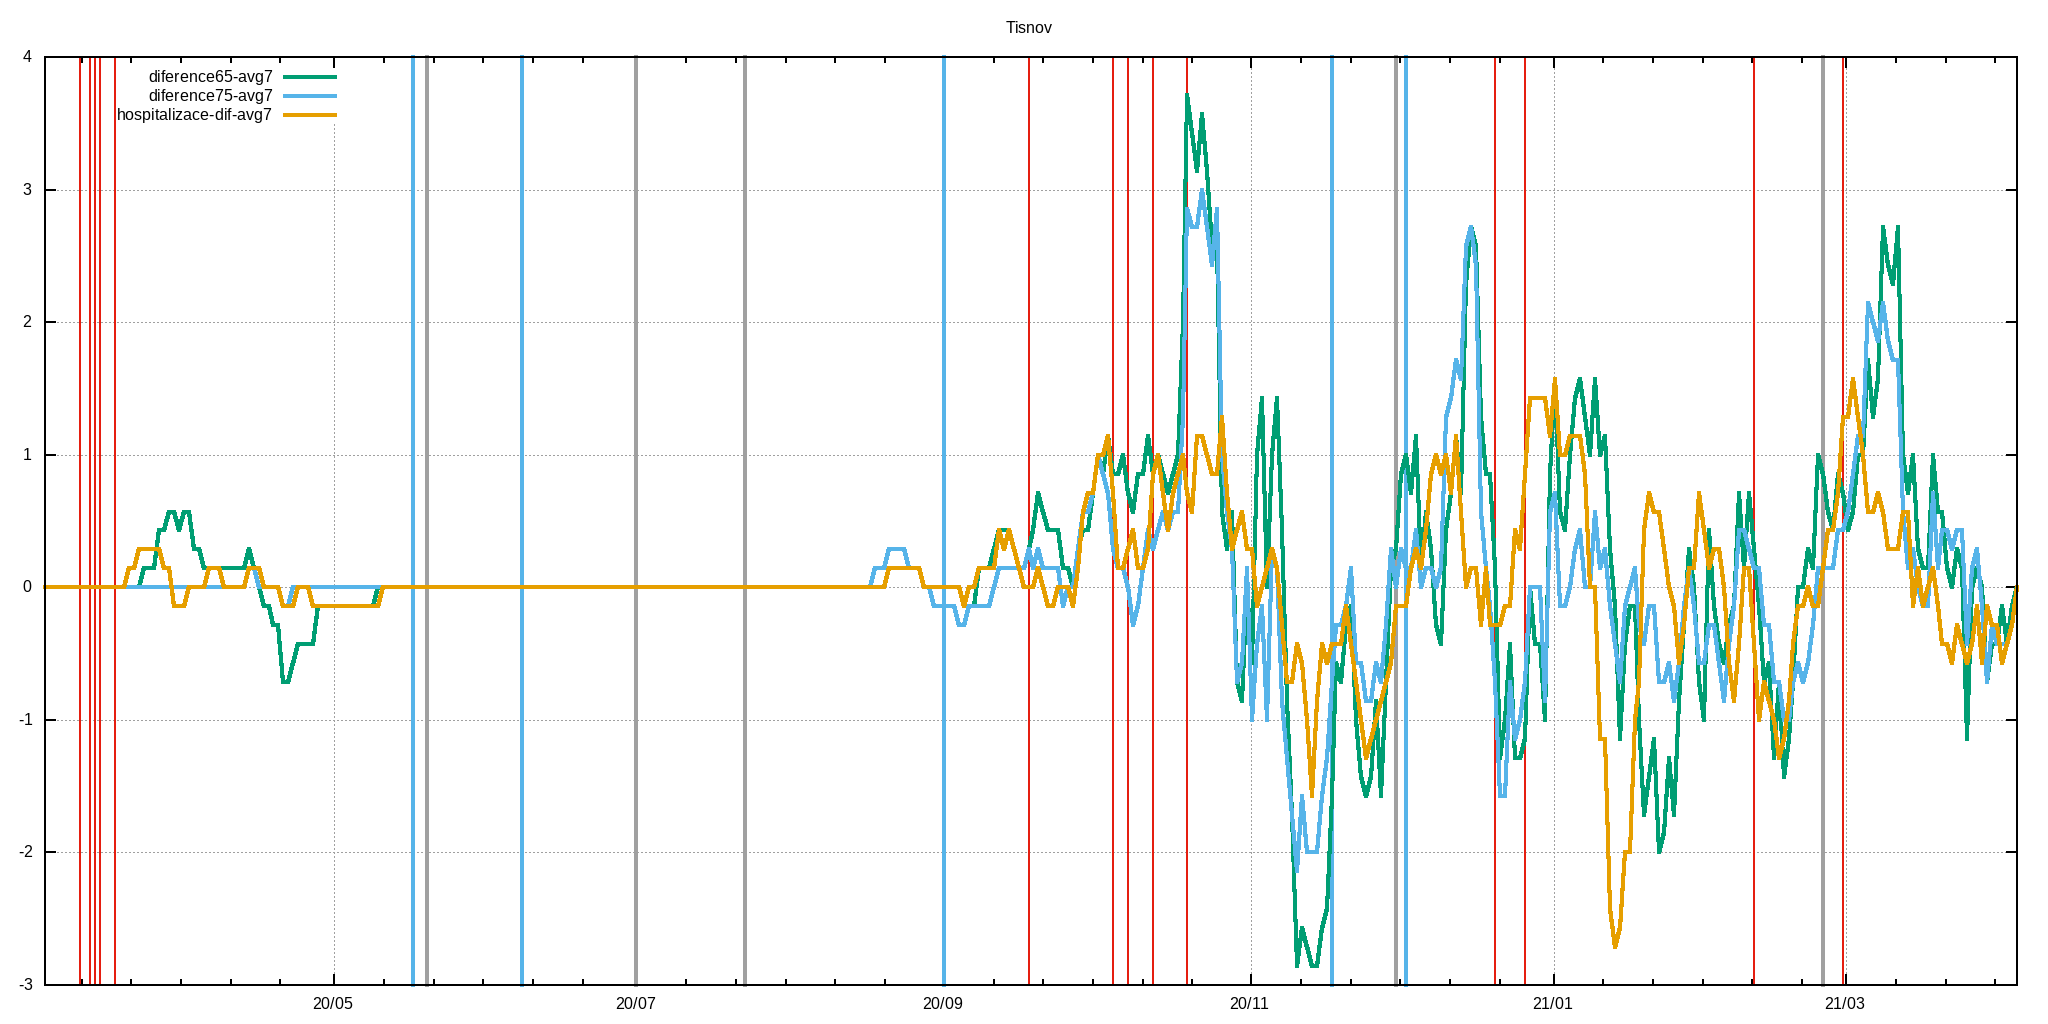 Tisnov
4
diference65-avg7
diference75-avg7
hospitalizace-dif-avg7
3
2
1
0
-1
-2
-3
20/05 20/07 20/09 20/11 21/01 21/03